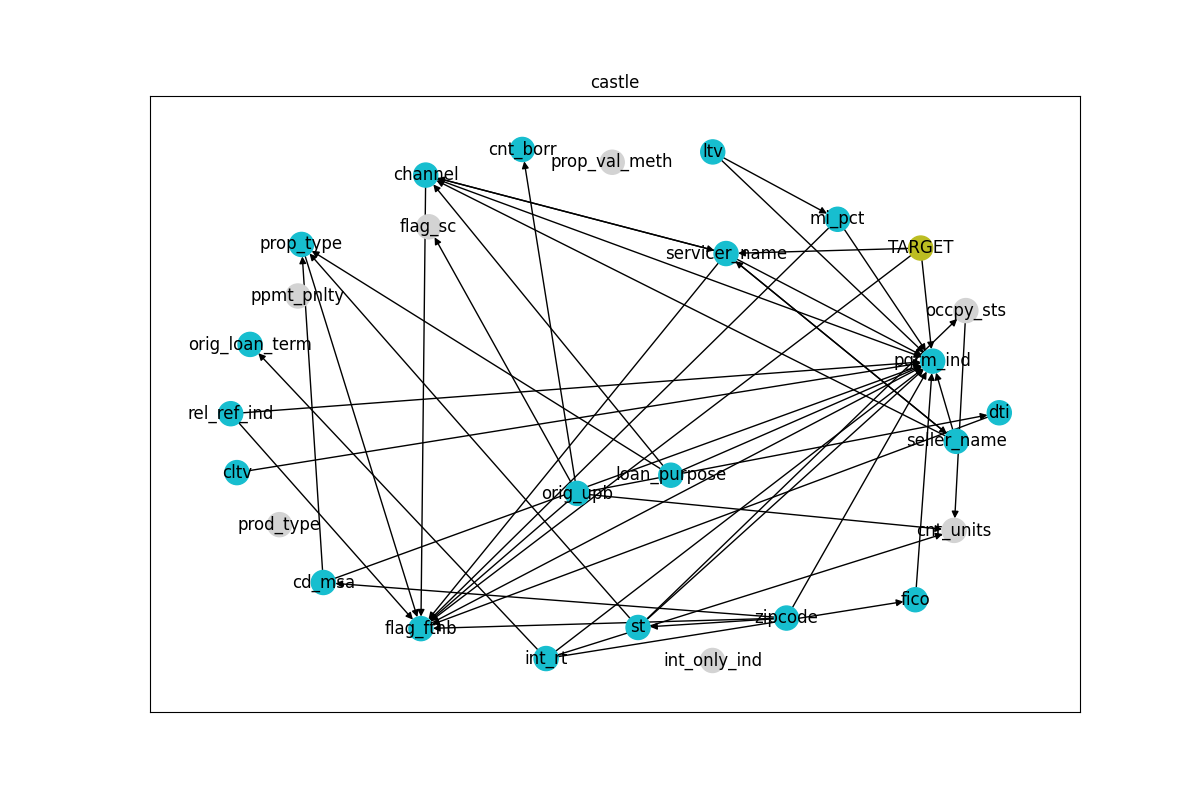 castle
cnt_borr
ltv
prop_val_meth
channel
mi_pct
flag_sc
prop_type
TARGET
servicer_name
ppmt_pnlty
occpy_sts
orig_loan_term
pgrm_ind
rel_ref_ind
dti
seller_name
cltv
loan_purpose
orig_upb
prod_type
cnt_units
cd_msa
fico
zipcode
flag_fthb
st
int_rt
int_only_ind